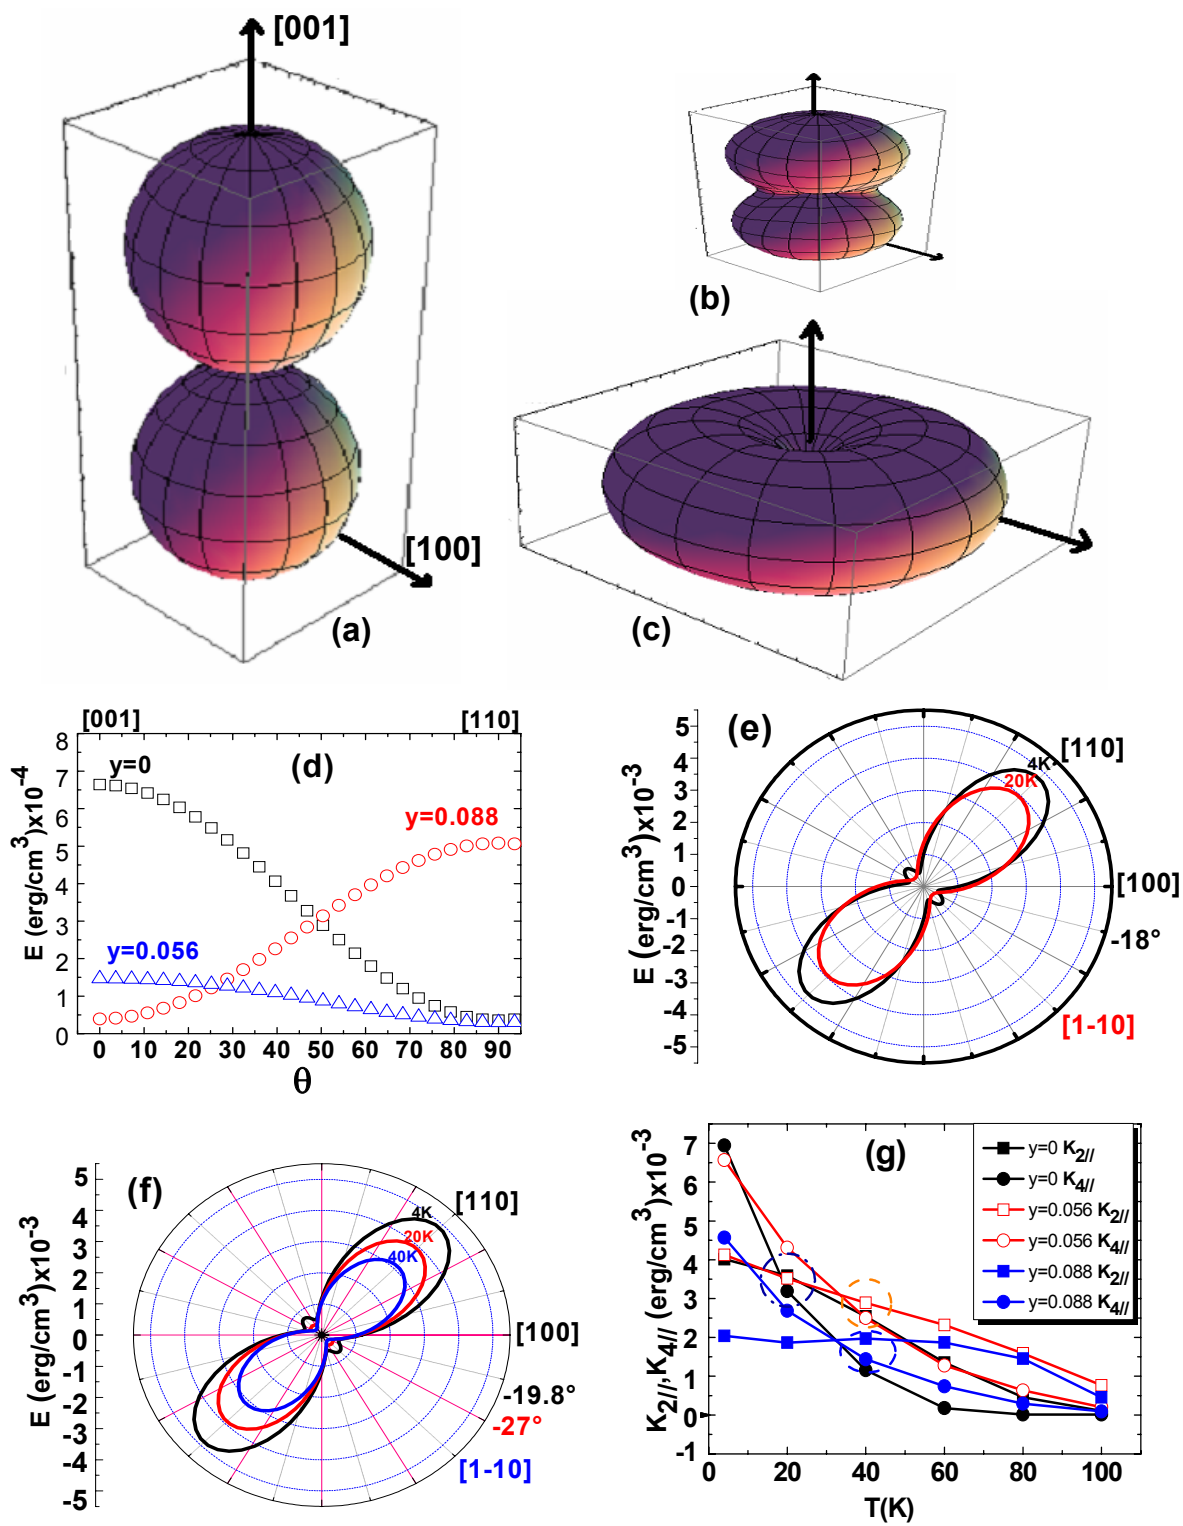 [001]
[100]
(a)
(b)
(c)
[001] [110]
8
7
6
5
4
3
2
1
0
E (erg/cm³)x10⁻⁴
y=0
(d)
y=0.088
y=0.056
0 10 20 30 40 50 60 70 80 90
θ
(e)
5
4
3
2
1
0
-1
-2
-3
-4
-5
E (erg/cm³)x10⁻³
[110]
4K
20K
[100]
-18°
[1-10]
(f)
5
4
3
2
1
0
-1
-2
-3
-4
-5
E (erg/cm³)x10⁻³
[110]
4K
20K
40K
[100]
-19.8°
-27°
[1-10]
(g)
7
6
5
4
3
2
1
0
-1
K2//,K4// (erg/cm³)x10⁻³
y=0 K2//
y=0 K4//
y=0.056 K2//
y=0.056 K4//
y=0.088 K2//
y=0.088 K4//
0 20 40 60 80 100
T(K)